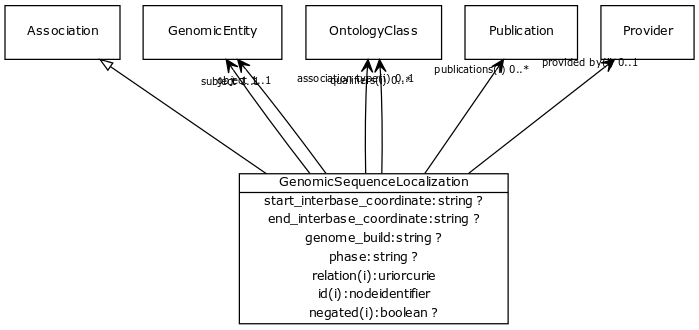 Association
GenomicEntity
OntologyClass
Publication
Provider
subject 1..1
object 1..1
association type(i) 0..1
qualifiers(i) 0..*
publications(i) 0..*
provided by(i) 0..1
GenomicSequenceLocalization
start_interbase_coordinate:string ?
end_interbase_coordinate:string ?
genome_build:string ?
phase:string ?
relation(i):uriorcurie
id(i):nodeidentifier
negated(i):boolean ?